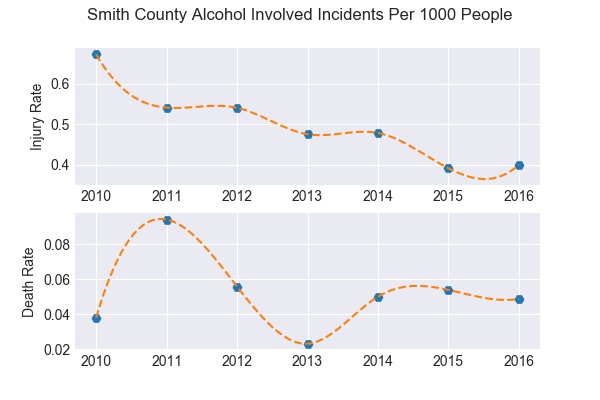 Smith County Alcohol Involved Incidents Per 1000 People
Injury Rate
0.6
0.5
0.4
2010 2011 2012 2013 2014 2015 2016
Death Rate
0.08
0.06
0.04
0.02
2010 2011 2012 2013 2014 2015 2016